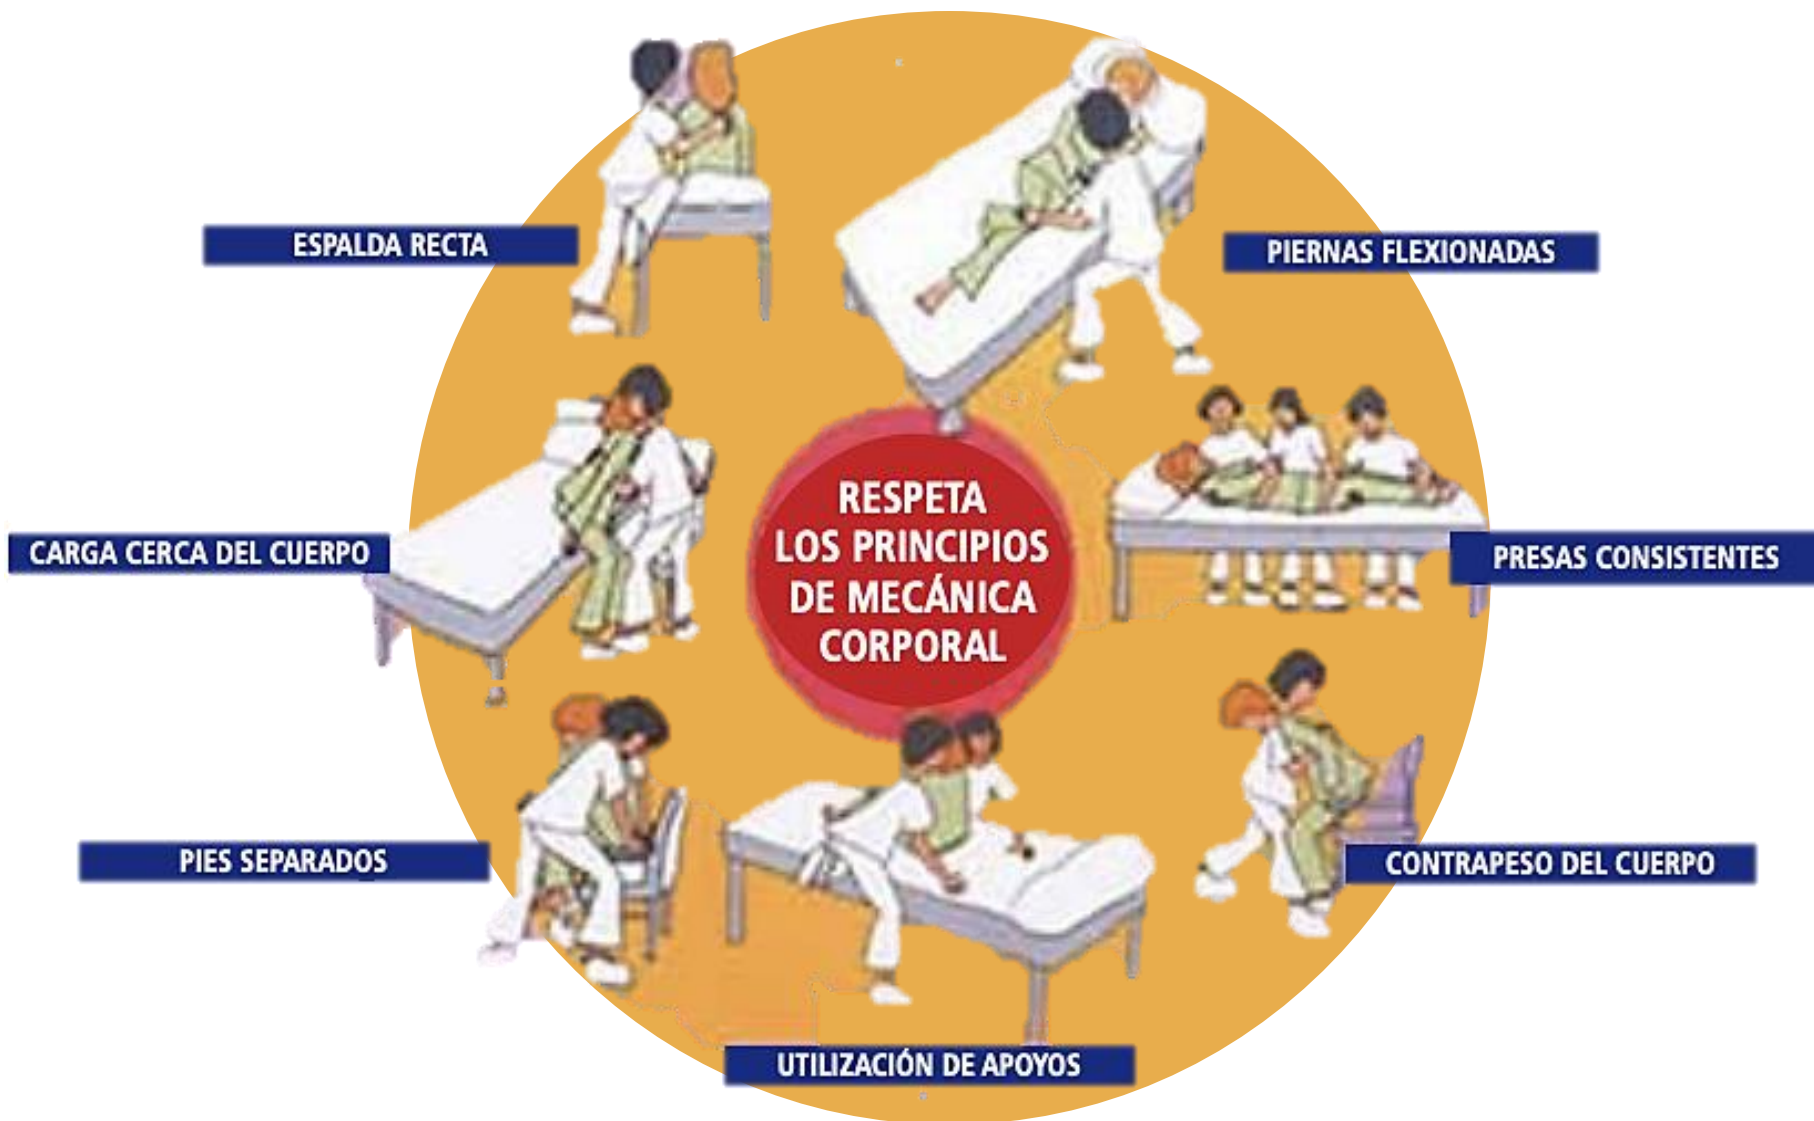 ESPALDA RECTA
PIERNAS FLEXIONADAS
RESPETA
LOS PRINCIPIOS
DE MECÁNICA
CORPORAL
CARGA CERCA DEL CUERPO
PRESAS CONSISTENTES
PIES SEPARADOS
CONTRAPESO DEL CUERPO
UTILIZACIÓN DE APOYOS